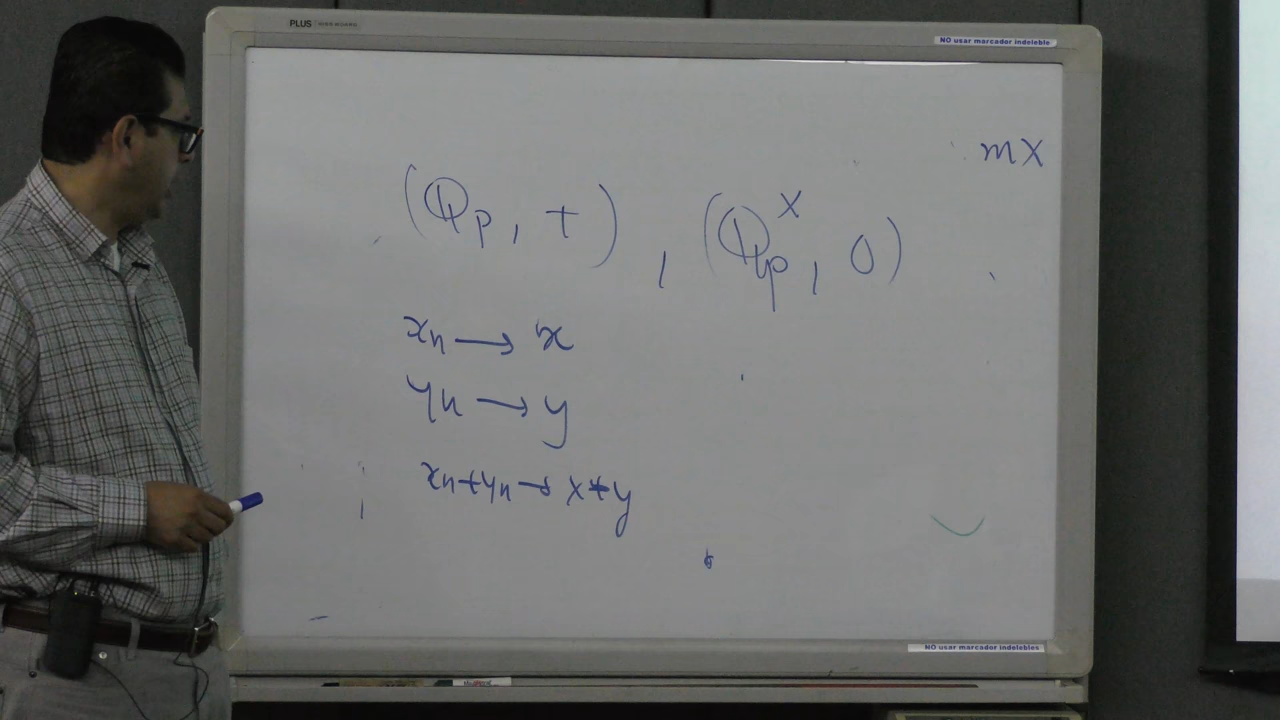 PLUS
NO usar marcador indeleble
mx
(ℚp, +), (ℚp^×, ∘)
xn → x
yn → y
xn+yn → x+y
NO usar marcador indelebles